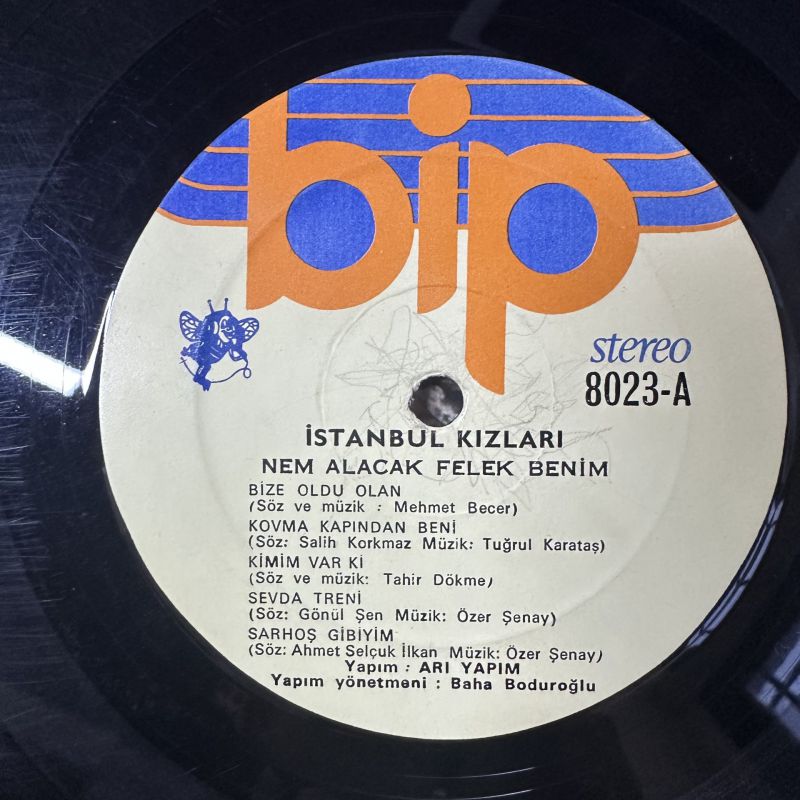 bip
stereo
8023-A
İSTANBUL KIZLARI
NEM ALACAK FELEK BENİM
BİZE OLDU OLAN
(Söz ve müzik : Mehmet Becer)
KOVMA KAPINDAN BENİ
(Söz: Salih Korkmaz Müzik: Tuğrul Karataş)
KİMİM VAR Kİ
(Söz ve müzik: Tahir Dökme)
SEVDA TRENİ
(Söz: Gönül Şen Müzik: Özer Şenay)
SARHOŞ GİBİYİM
(Söz: Ahmet Selçuk İlkan Müzik: Özer Şenay)
Yapım : ARI YAPIM
Yapım yönetmeni : Baha Boduroğlu